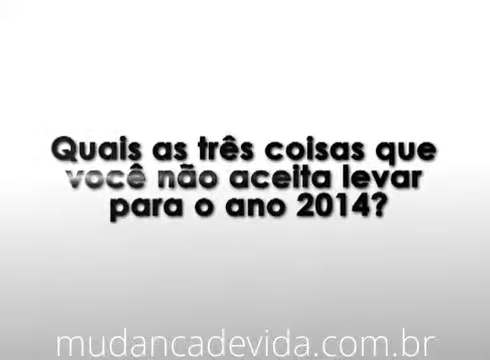 Quais as três coisas que
você não aceita levar
para o ano 2014?
mudancadevida.com.br